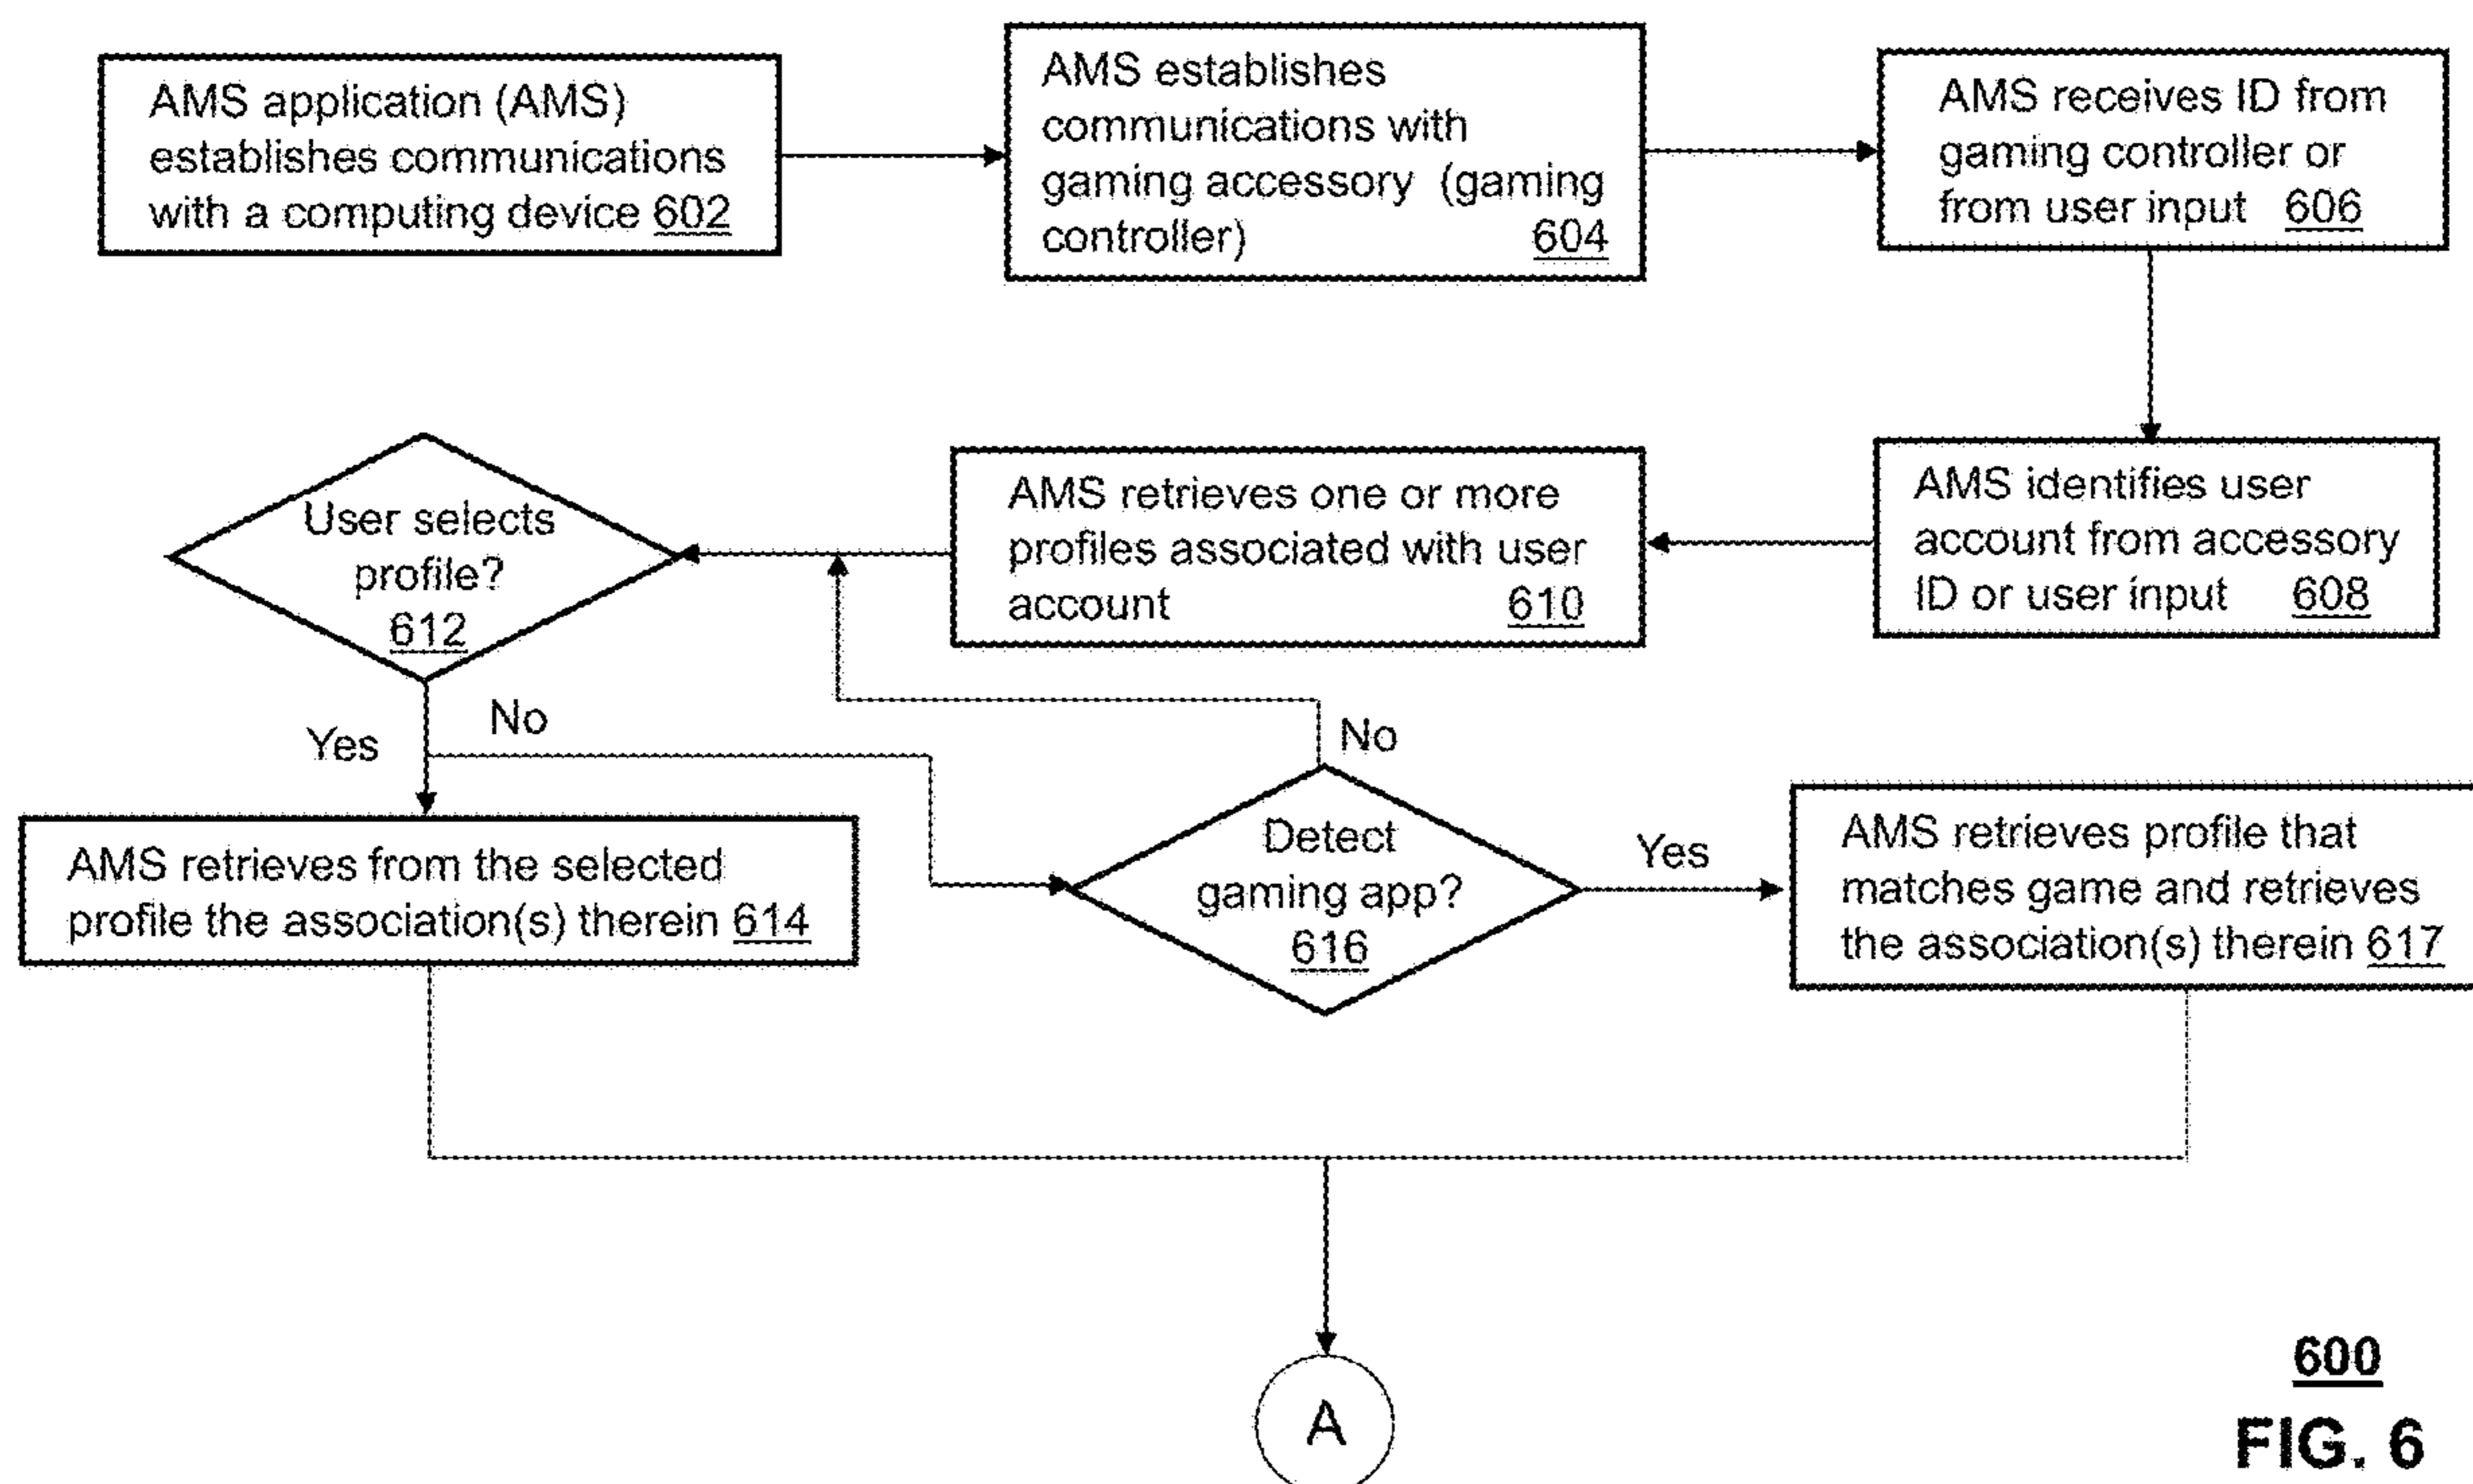 AMS application (AMS)
establishes communications
with a computing device 602
AMS establishes
communications with
gaming accessory (gaming
controller) 604
AMS receives ID from
gaming controller or
from user input 606
AMS identifies user
account from accessory
ID or user input 608
AMS retrieves one or more
profiles associated with user
account 610
User selects
profile?
612
Yes
No
AMS retrieves from the selected
profile the association(s) therein 614
Detect
gaming app?
616
No
Yes
AMS retrieves profile that
matches game and retrieves
the association(s) therein 617
A
600
FIG. 6